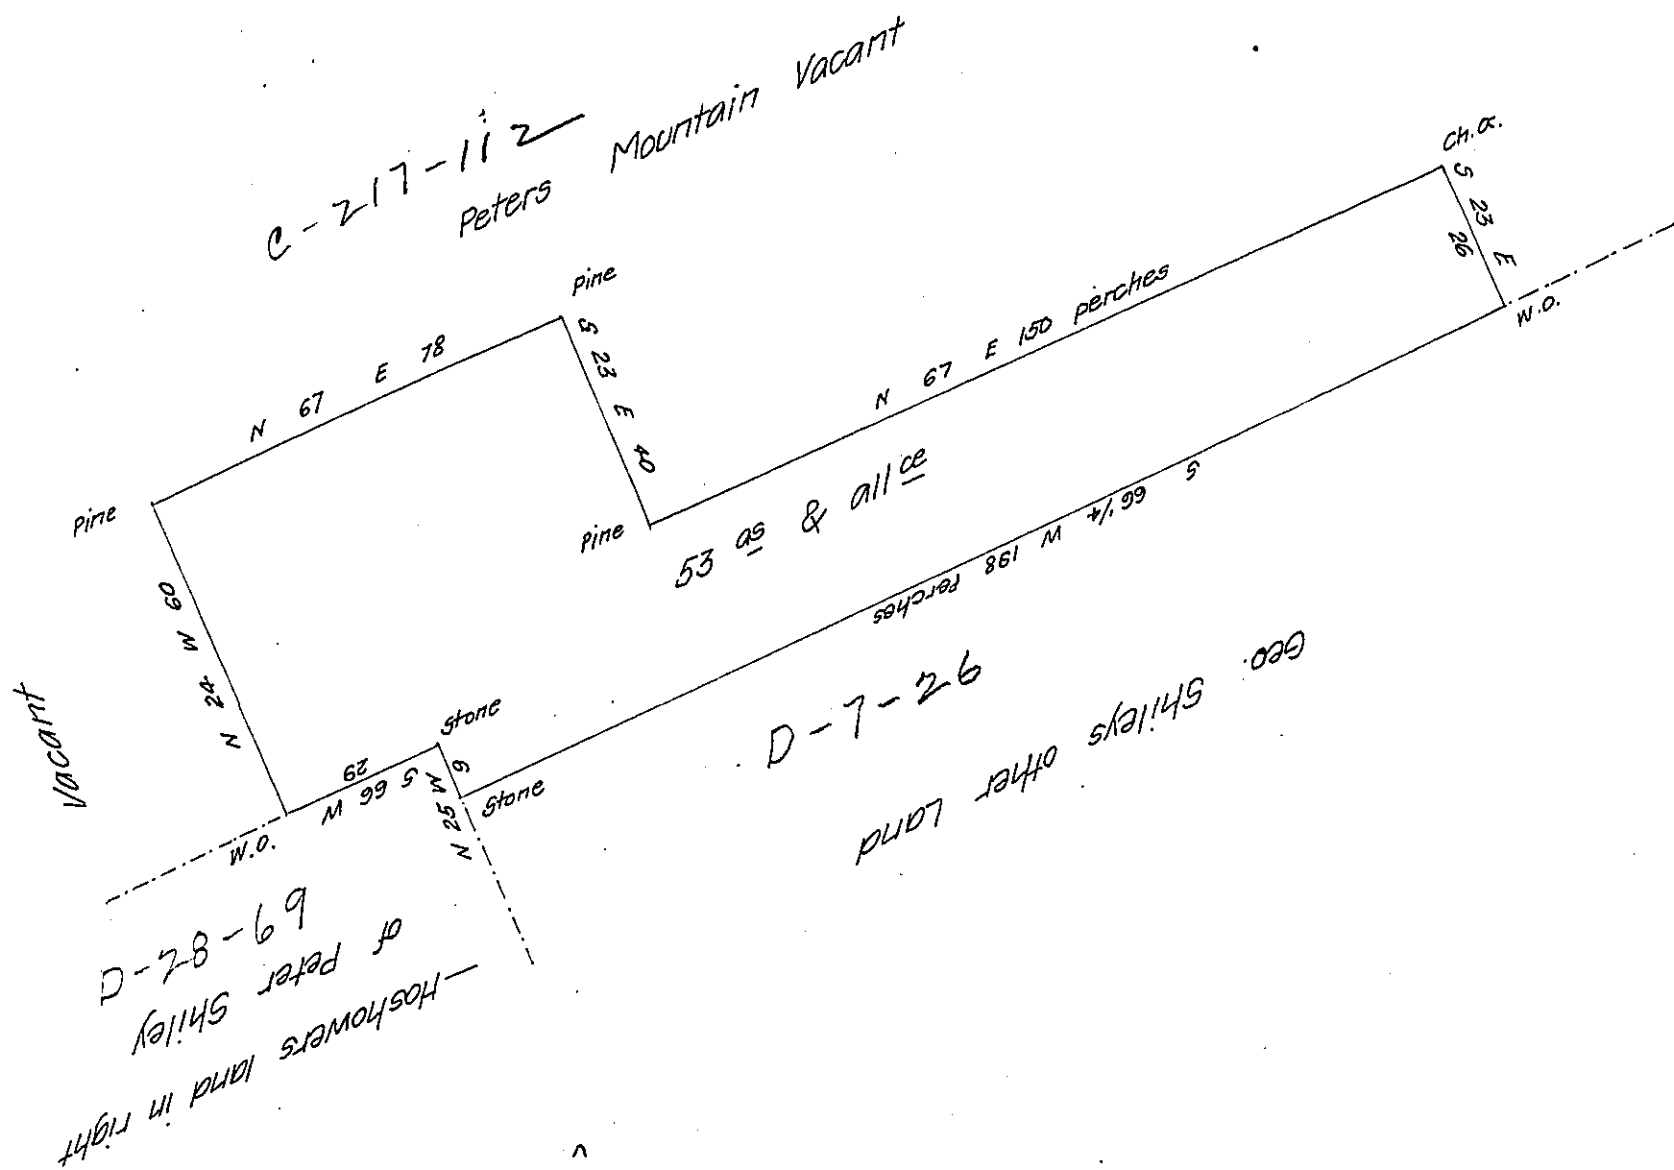 C-217-112
Peters Mountain Vacant
Ch.o.
S 23 E
26
W.O.
Pine
N 67 E 78
S 23 E 40
N 67 E 150 perches
Pine
Pine
53 as & all ce
S 66 1/4 W 198 Perches
N 24 W 60
Vacant
D-7-26
Geo. Shileys other Land
Stone
9
Stone
S 66 W
29
N 25 W
W.O.
D-28-69
Hoshowers land in right
of Peter Shiley